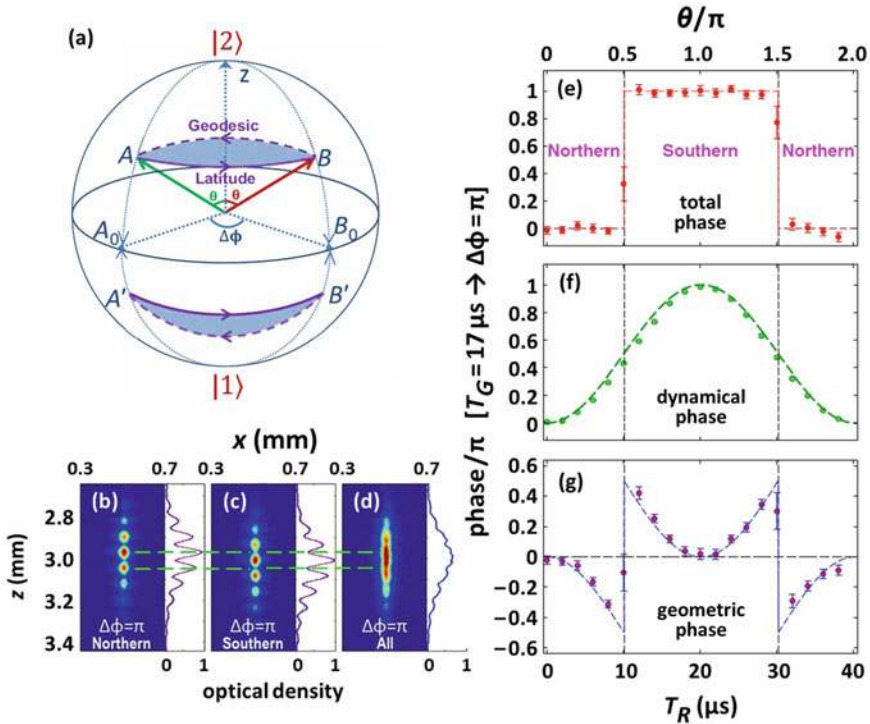 (a)
|2⟩
Z
Geodesic
A
B
Latitude
θ θ
A₀
B₀
Δϕ
A'
B'
|1⟩
x (mm)
0.3 0.7 0.3 0.7 0.3 0.7
(b) (c) (d)
z (mm)
2.8
3.0
3.2
3.4
Δϕ=π Δϕ=π Δϕ=π
Northern Southern All
0 1 0 1 0 1
optical density
θ/π
0 0.5 1.0 1.5 2.0
(e)
1
0.8
0.6
0.4
0.2
0
Northern Southern Northern
total
phase
phase/π [T_G=17μs → Δϕ=π]
(f)
1
0.8
0.6
0.4
0.2
0
dynamical
phase
(g)
0.6
0.4
0.2
0
−0.2
−0.4
−0.6
geometric
phase
0 10 20 30 40
T_R (μs)